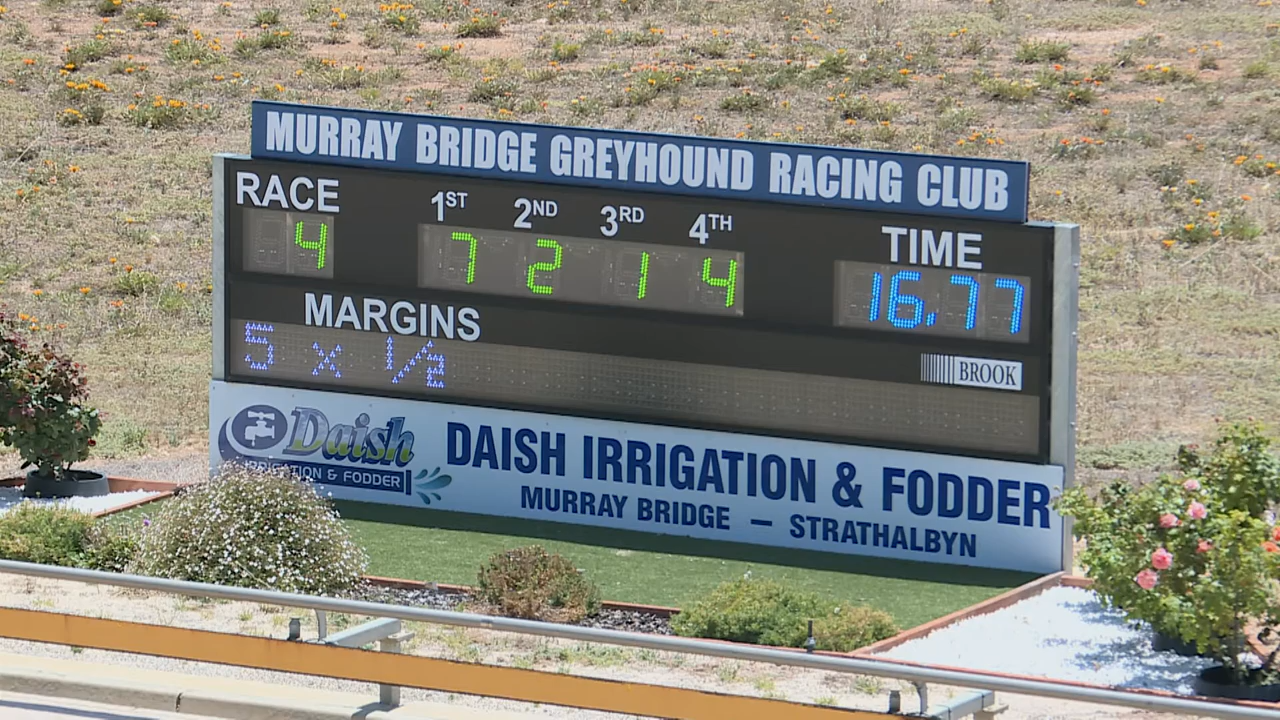 MURRAY BRIDGE GREYHOUND RACING CLUB
RACE 1ST 2ND 3RD 4TH TIME
4 7 2 1 4 16.77
MARGINS
5 x 1/2
BROOK
Daish
IRRIGATION & FODDER
DAISH IRRIGATION & FODDER
MURRAY BRIDGE – STRATHALBYN